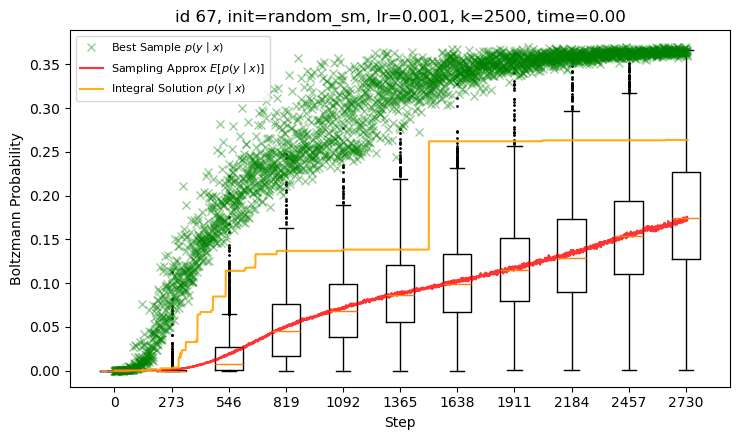 id 67, init=random_sm, lr=0.001, k=2500, time=0.00
Best Sample p(y | x)
Sampling Approx E[p(y | x)]
Integral Solution p(y | x)
Boltzmann Probability
0.35
0.30
0.25
0.20
0.15
0.10
0.05
0.00
0 273 546 819 1092 1365 1638 1911 2184 2457 2730
Step